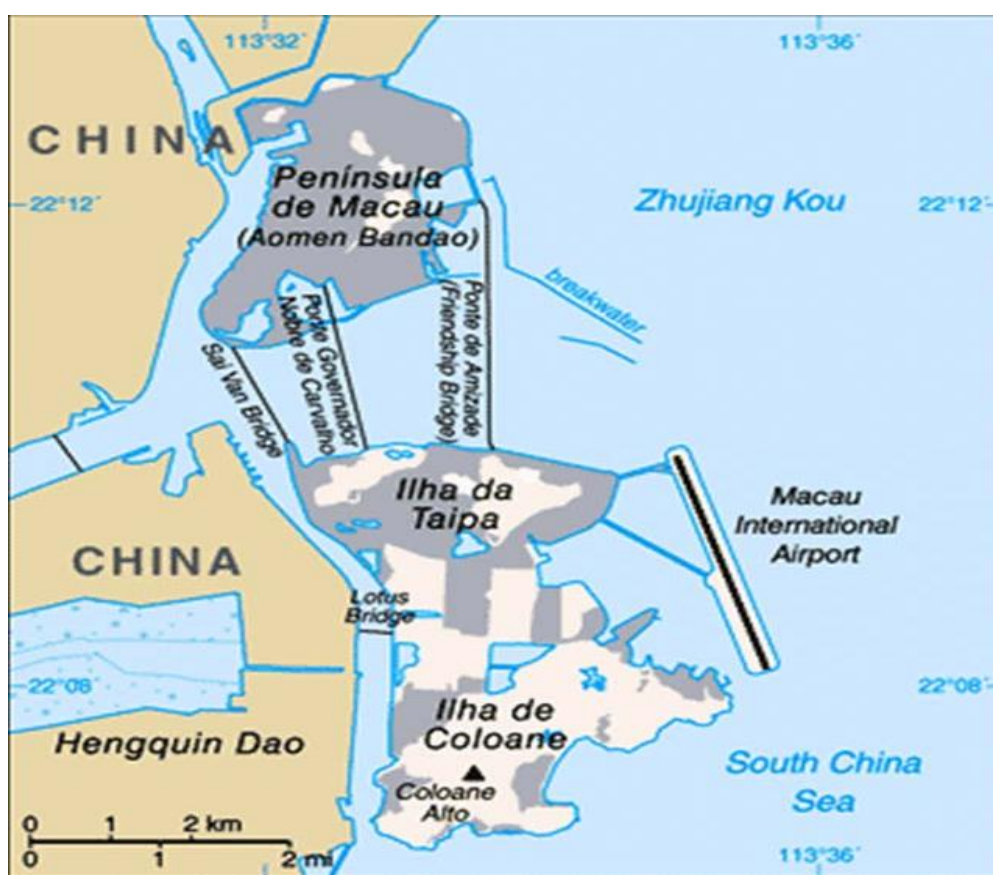 113°32'
113°36'
CHINA
Península
de Macau
(Aomen Bandao)
22°12'
Zhujiang Kou
22°12'
breakwater
Ponte de Amizade
(Friendship Bridge)
Ponte Governador
Nobre de Carvalho
Sai Van Bridge
Ilha da
Taipa
Macau
International
Airport
CHINA
Lotus
Bridge
22°08'
22°08'
Ilha de
Coloane
Hengquin Dao
South China
Sea
Coloane
Alto
0 1 2 km
0 1 2 mi
113°36'